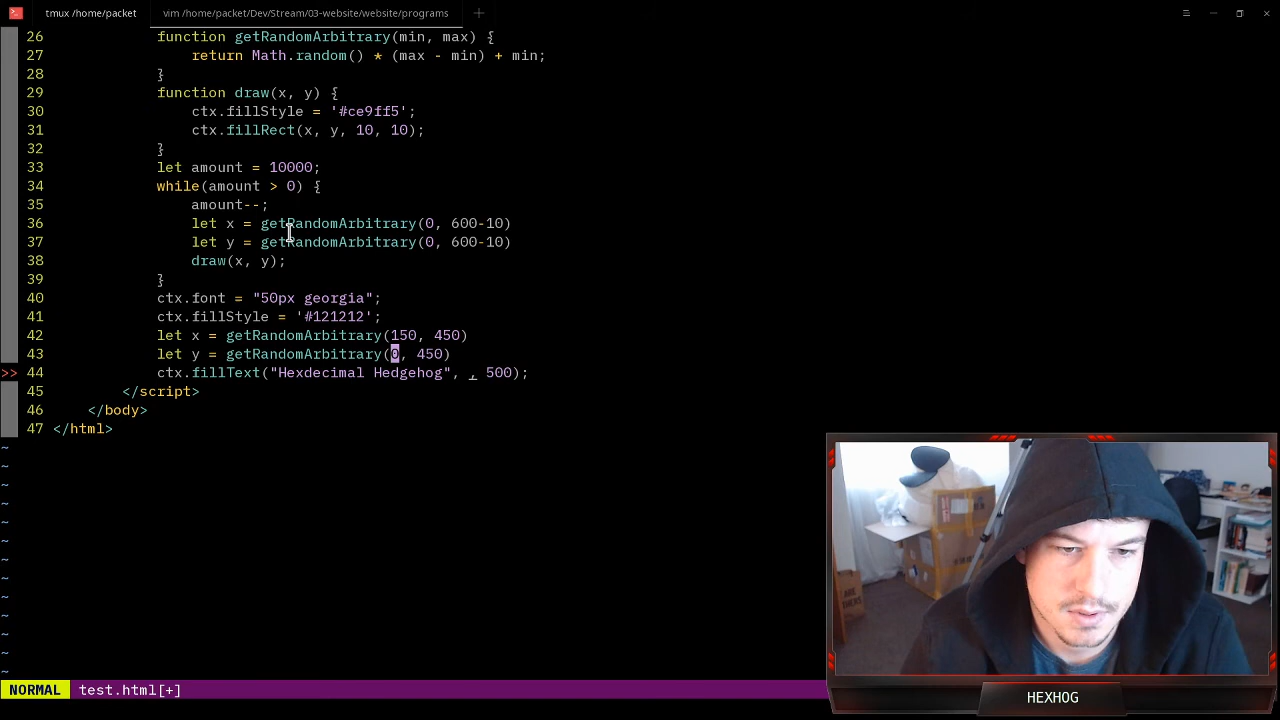 tmux /home/packet
vim /home/packet/Dev/Stream/03-website/website/programs
26 function getRandomArbitrary(min, max) {
27 return Math.random() * (max - min) + min;
28 }
29 function draw(x, y) {
30 ctx.fillStyle = '#ce9ff5';
31 ctx.fillRect(x, y, 10, 10);
32 }
33 let amount = 10000;
34 while(amount > 0) {
35 amount--;
36 let x = getRandomArbitrary(0, 600-10)
37 let y = getRandomArbitrary(0, 600-10)
38 draw(x, y);
39 }
40 ctx.font = "50px georgia";
41 ctx.fillStyle = '#121212';
42 let x = getRandomArbitrary(150, 450)
43 let y = getRandomArbitrary(0, 450)
>> 44 ctx.fillText("Hexdecimal Hedgehog", , 500);
45 </script>
46 </body>
47 </html>
~
~
~
~
~
~
~
~
~
~
~
~
~
NORMAL test.html[+]
HEXHOG